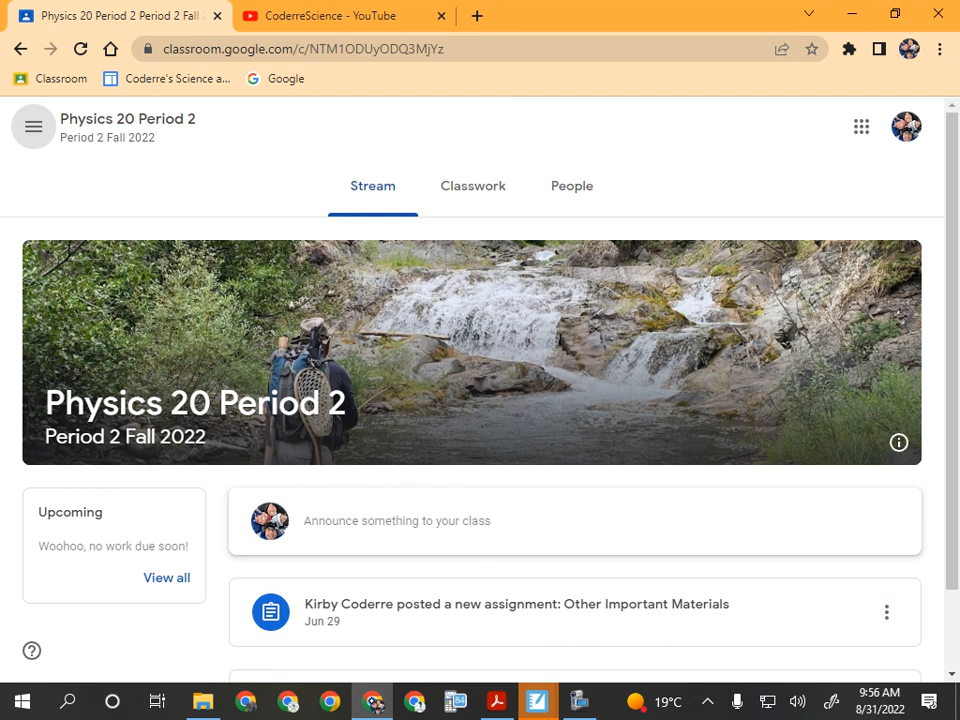 Physics 20 Period 2 Period 2 Fall
CoderreScience - YouTube
classroom.google.com/c/NTM1ODUyODQ3MjYz
Classroom
Coderre's Science a...
Google
Physics 20 Period 2
Period 2 Fall 2022
Stream
Classwork
People
Physics 20 Period 2
Period 2 Fall 2022
Upcoming
Woohoo, no work due soon!
View all
Announce something to your class
Kirby Coderre posted a new assignment: Other Important Materials
Jun 29
19°C
9:56 AM
8/31/2022